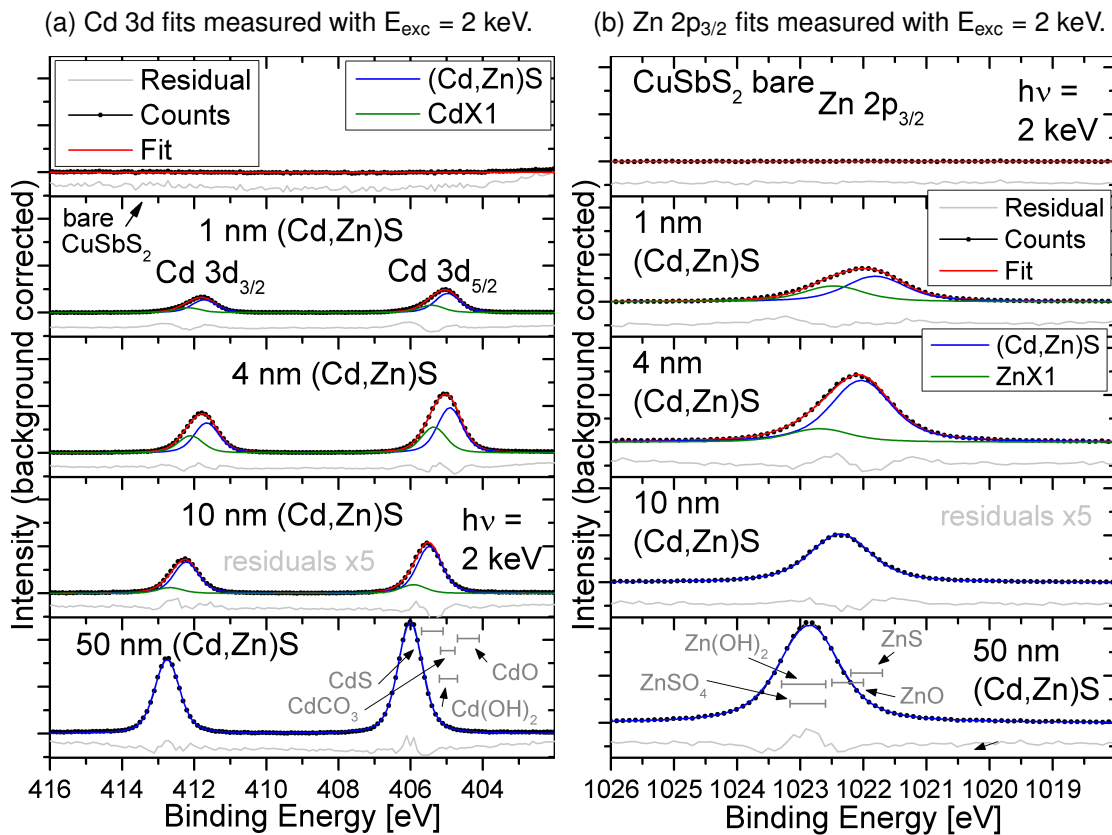 (a) Cd 3d fits measured with E_exc = 2 keV.
Residual
Counts
Fit
(Cd,Zn)S
CdX1
bare
CuSbS₂
1 nm (Cd,Zn)S
Cd 3d₃/₂
Cd 3d₅/₂
4 nm (Cd,Zn)S
10 nm (Cd,Zn)S
hν =
2 keV
residuals x5
50 nm (Cd,Zn)S
CdS
CdO
CdCO₃
Cd(OH)₂
416 414 412 410 408 406 404
Binding Energy [eV]
Intensity (background corrected)
(b) Zn 2p₃/₂ fits measured with E_exc = 2 keV.
CuSbS₂ bare
Zn 2p₃/₂
hν =
2 keV
1 nm
(Cd,Zn)S
Residual
Counts
Fit
4 nm
(Cd,Zn)S
(Cd,Zn)S
ZnX1
10 nm
(Cd,Zn)S
residuals x5
Zn(OH)₂
ZnS
ZnSO₄
ZnO
50 nm
(Cd,Zn)S
1026 1025 1024 1023 1022 1021 1020 1019
Binding Energy [eV]
Intensity (background corrected)